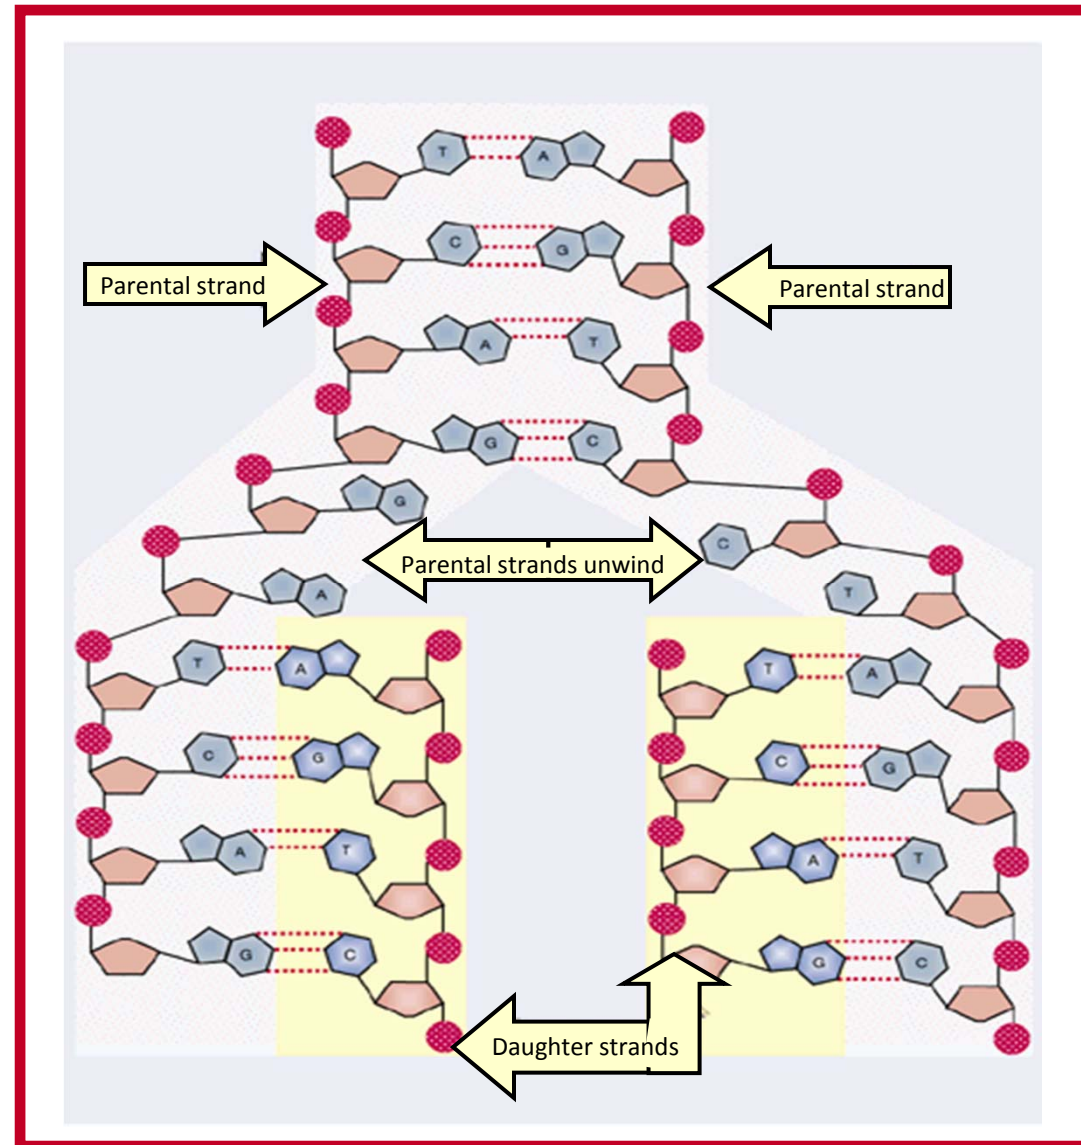 T A
C G
Parental strand Parental strand
A T
G C
G
C
Parental strands unwind
A T
T A T A
C G C G
A T A T
G C G C
Daughter strands